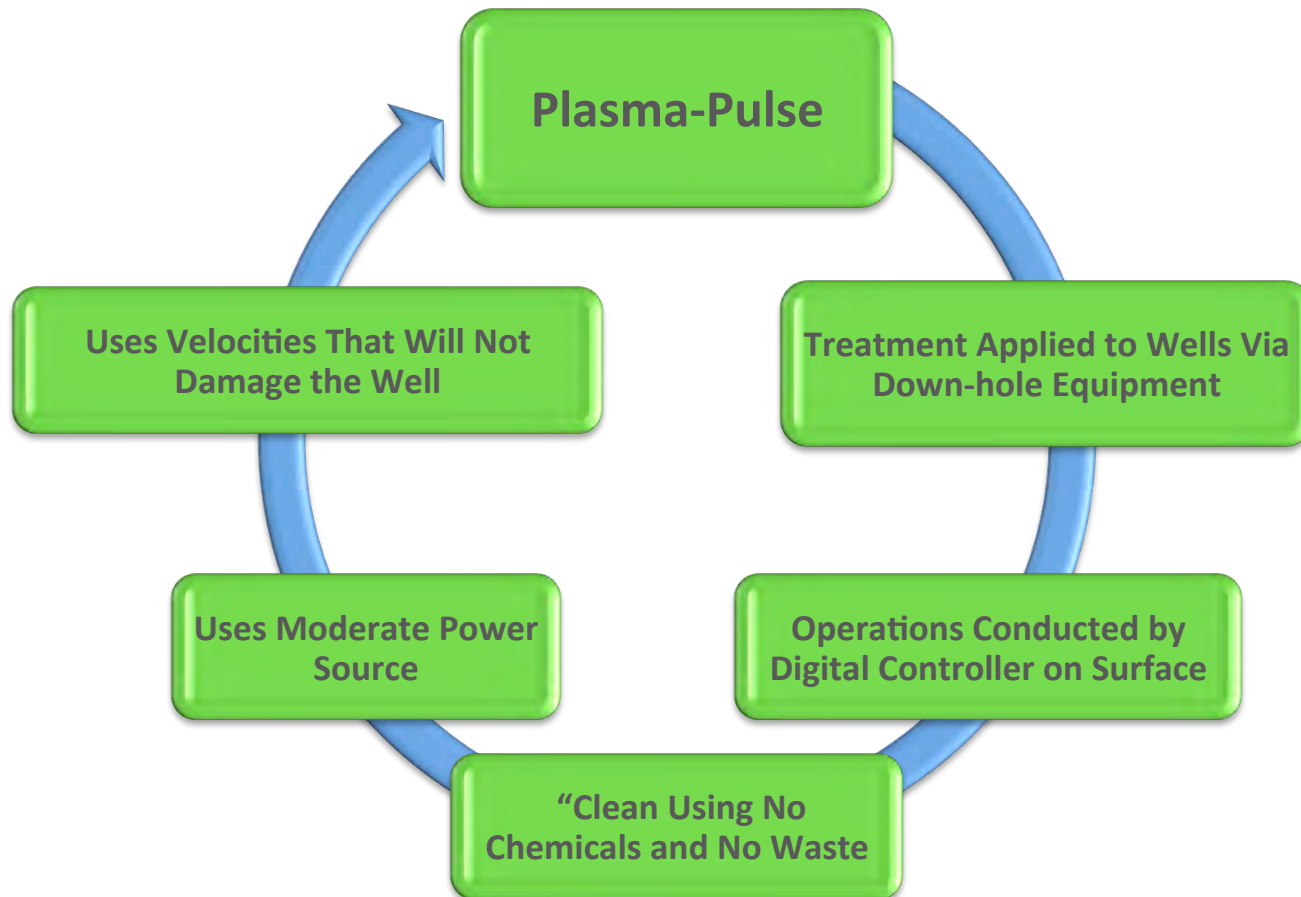 Plasma-Pulse
Treatment Applied to Wells Via
Down-hole Equipment
Operations Conducted by
Digital Controller on Surface
“Clean Using No
Chemicals and No Waste
Uses Moderate Power
Source
Uses Velocities That Will Not
Damage the Well